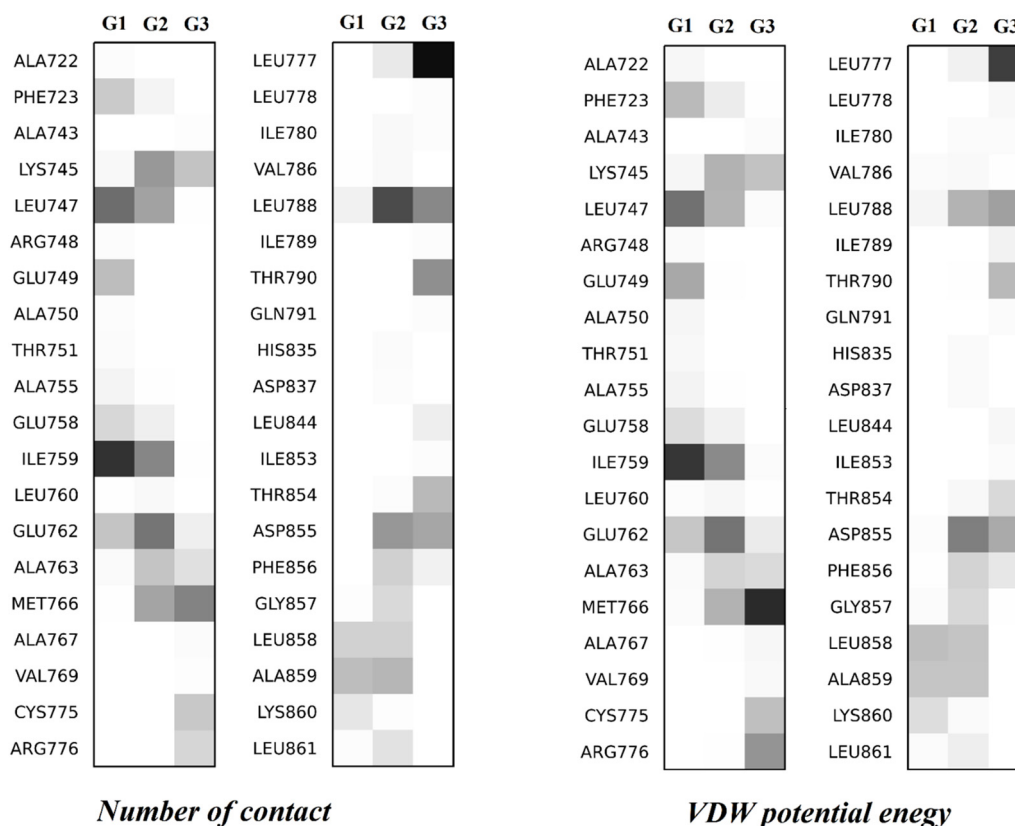 G1 G2 G3
G1 G2 G3
ALA722
PHE723
ALA743
LYS745
LEU747
ARG748
GLU749
ALA750
THR751
ALA755
GLU758
ILE759
LEU760
GLU762
ALA763
MET766
ALA767
VAL769
CYS775
ARG776
LEU777
LEU778
ILE780
VAL786
LEU788
ILE789
THR790
GLN791
HIS835
ASP837
LEU844
ILE853
THR854
ASP855
PHE856
GLY857
LEU858
ALA859
LYS860
LEU861
Number of contact
G1 G2 G3
G1 G2 G3
ALA722
PHE723
ALA743
LYS745
LEU747
ARG748
GLU749
ALA750
THR751
ALA755
GLU758
ILE759
LEU760
GLU762
ALA763
MET766
ALA767
VAL769
CYS775
ARG776
LEU777
LEU778
ILE780
VAL786
LEU788
ILE789
THR790
GLN791
HIS835
ASP837
LEU844
ILE853
THR854
ASP855
PHE856
GLY857
LEU858
ALA859
LYS860
LEU861
VDW potential enegy